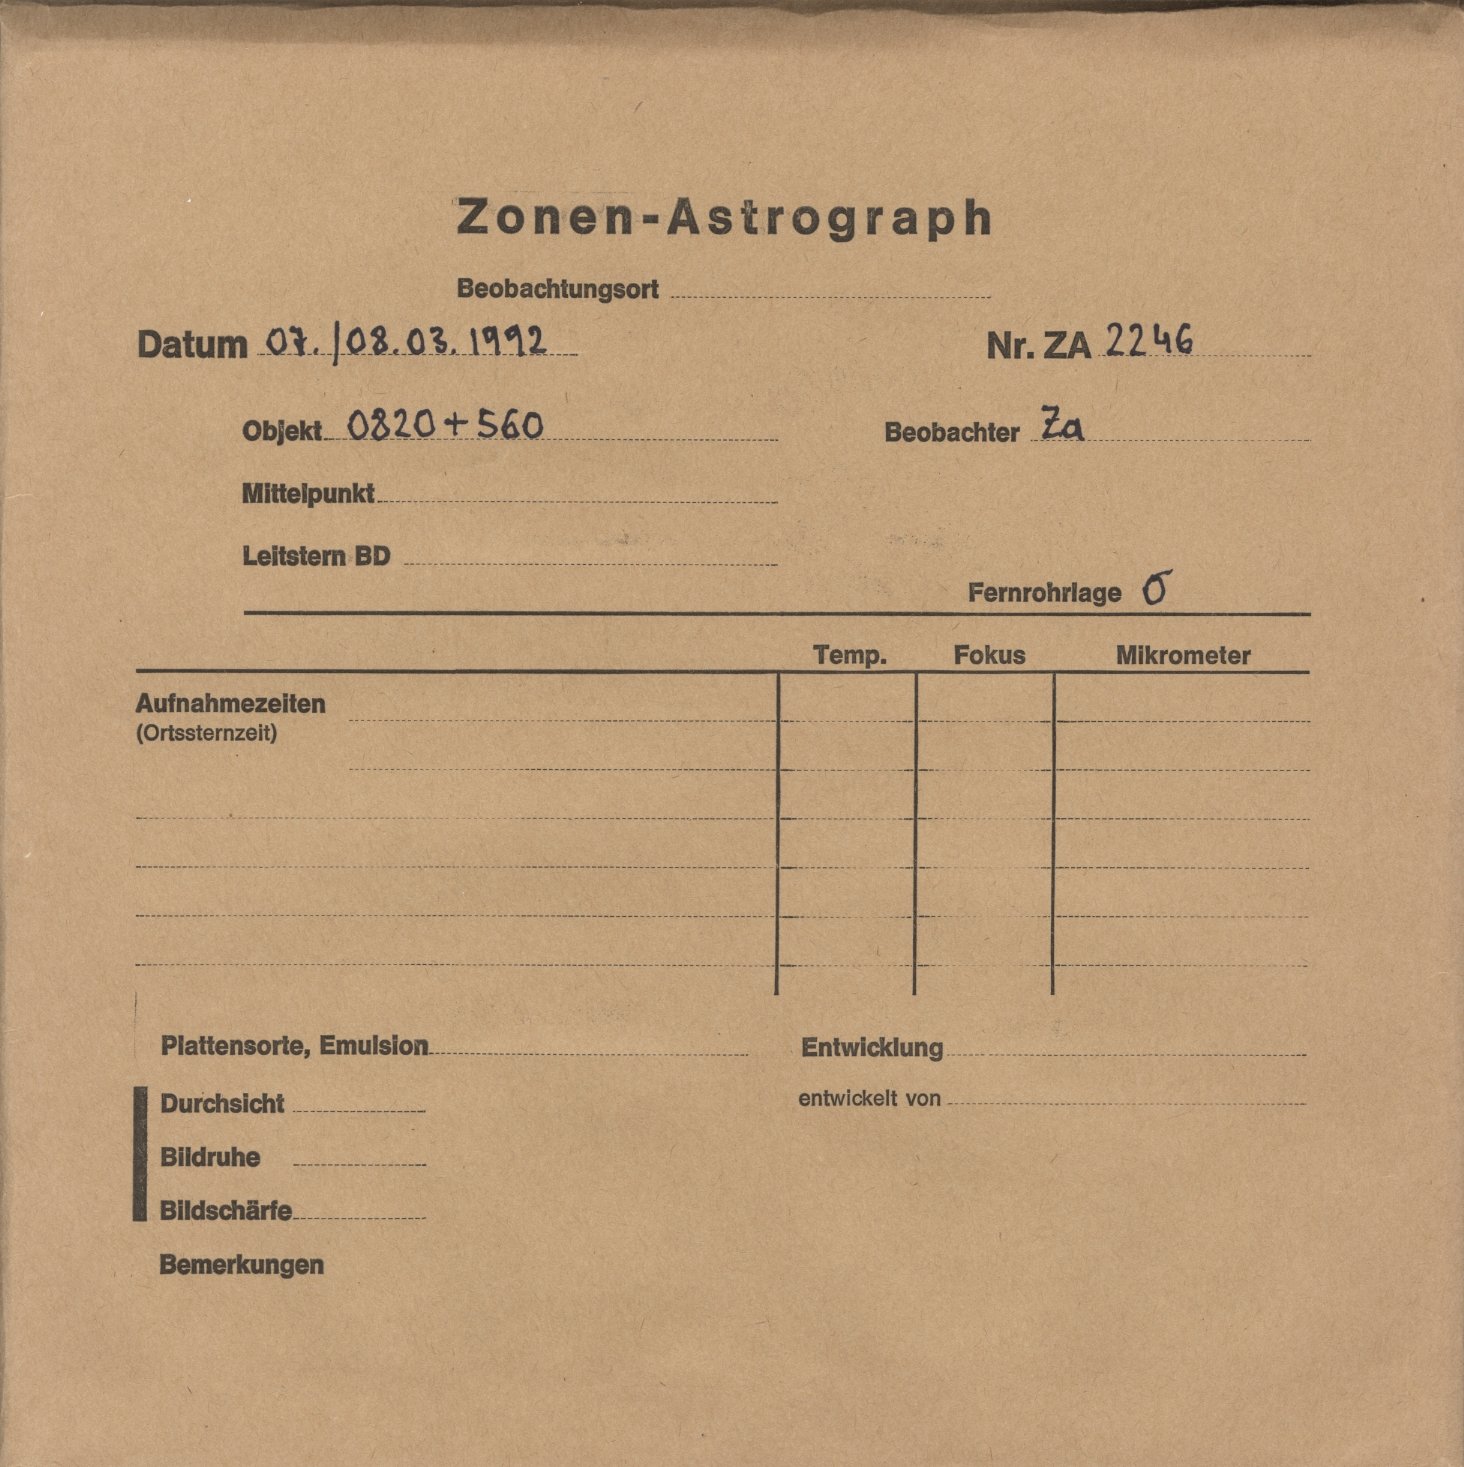 Zonen-Astrograph
Beobachtungsort
Datum 07./08.03.1992 Nr. ZA 2246
Objekt 0820+560 Beobachter Za
Mittelpunkt
Leitstern BD
Fernrohrlage
Temp. Fokus Mikrometer
Aufnahmezeiten
(Ortssternzeit)
Plattensorte, Emulsion Entwicklung
Durchsicht entwickelt von
Bildruhe
Bildschärfe
Bemerkungen